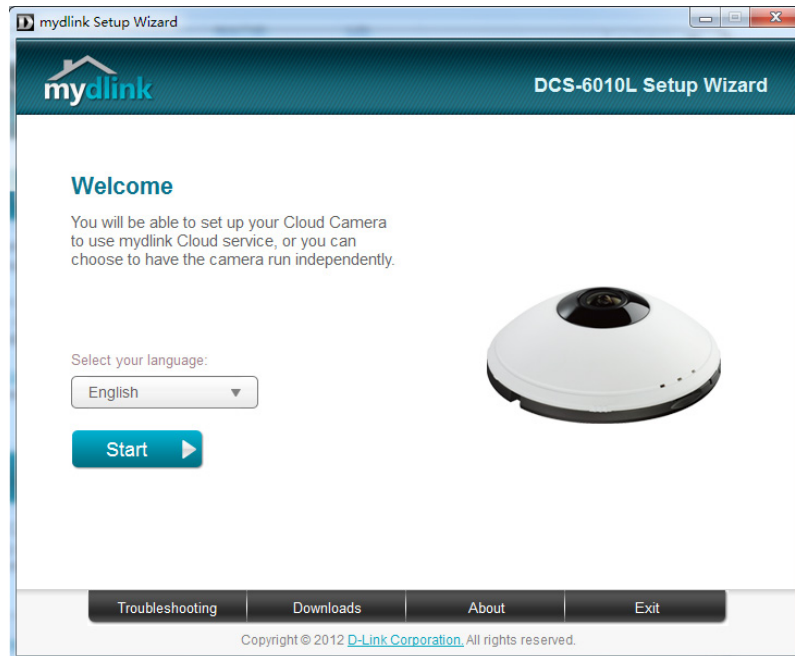 mydlink Setup Wizard
mydlink
DCS-6010L Setup Wizard
Welcome
You will be able to set up your Cloud Camera
to use mydlink Cloud service, or you can
choose to have the camera run independently.
Select your language:
English
Start
Troubleshooting Downloads About Exit
Copyright © 2012 D-Link Corporation. All rights reserved.